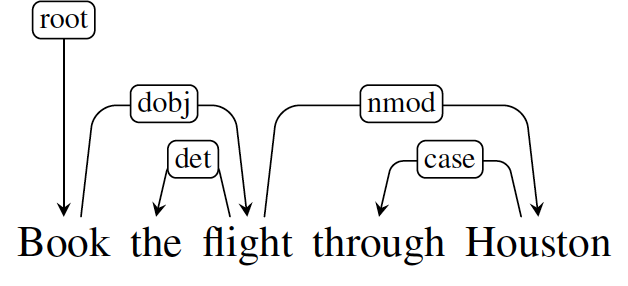 root
dobj
nmod
det
case
Book the flight through Houston